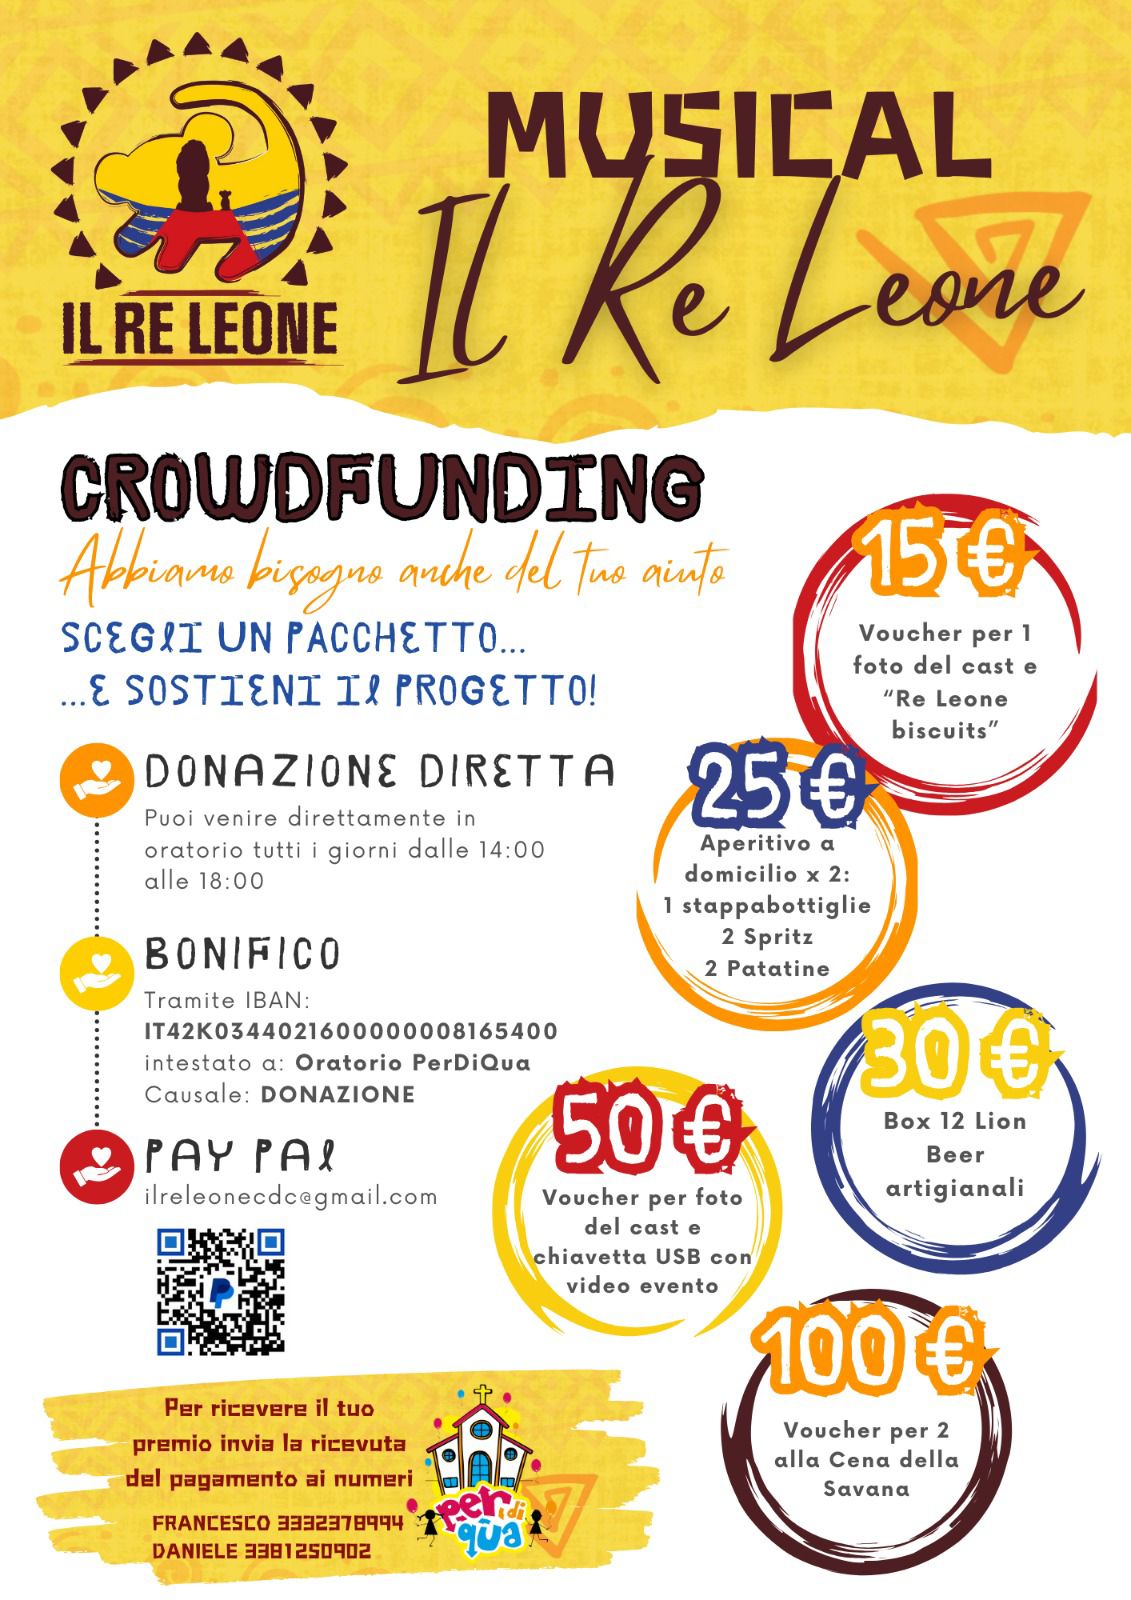 IL RE LEONE
MUSICAL
Il Re Leone
CROWDFUNDING
Abbiamo bisogno anche del tuo aiuto
SCEGLI UN PACCHETTO...
...E SOSTIENI IL PROGETTO!
DONAZIONE DIRETTA
Puoi venire direttamente in
oratorio tutti i giorni dalle 14:00
alle 18:00
BONIFICO
Tramite IBAN:
IT42K0344021600000008165400
intestato a: Oratorio PerDiQua
Causale: DONAZIONE
PAY PAL
ilreleonecdc@gmail.com
15 €
Voucher per 1
foto del cast e
“Re Leone
biscuits”
25 €
Aperitivo a
domicilio x 2:
1 stappabottiglie
2 Spritz
2 Patatine
30 €
Box 12 Lion
Beer
artigianali
50 €
Voucher per foto
del cast e
chiavetta USB con
video evento
100 €
Voucher per 2
alla Cena della
Savana
Per ricevere il tuo
premio invia la ricevuta
del pagamento ai numeri
FRANCESCO 3332378994
DANIELE 3381250902
per di
qua